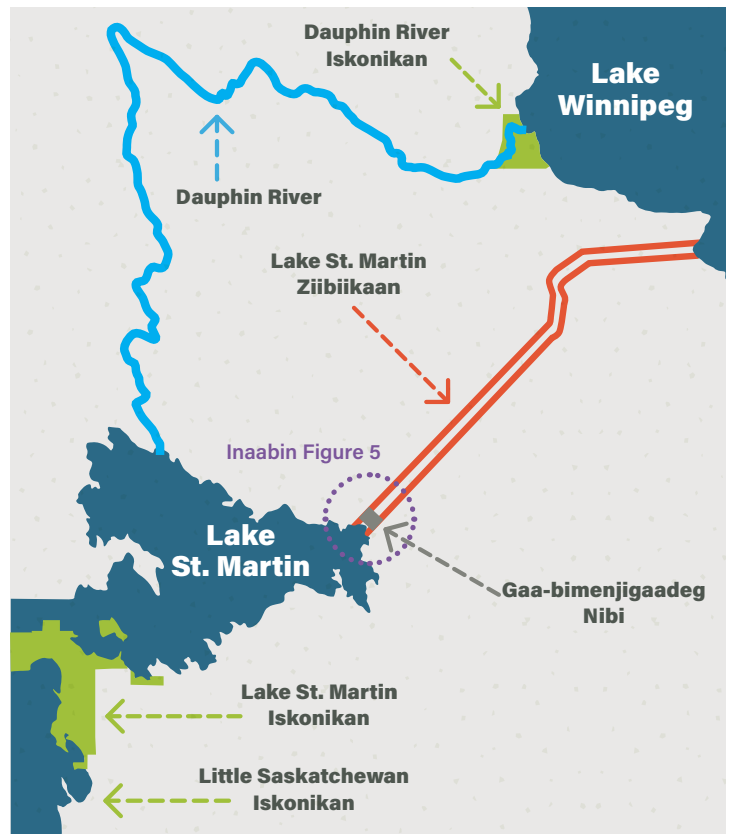 Dauphin River
Iskonikan
Lake
Winnipeg
Dauphin River
Lake St. Martin
Ziibiikaan
Inaabin Figure 5
Lake
St. Martin
Gaa-bimenjigaadeg
Nibi
Lake St. Martin
Iskonikan
Little Saskatchewan
Iskonikan